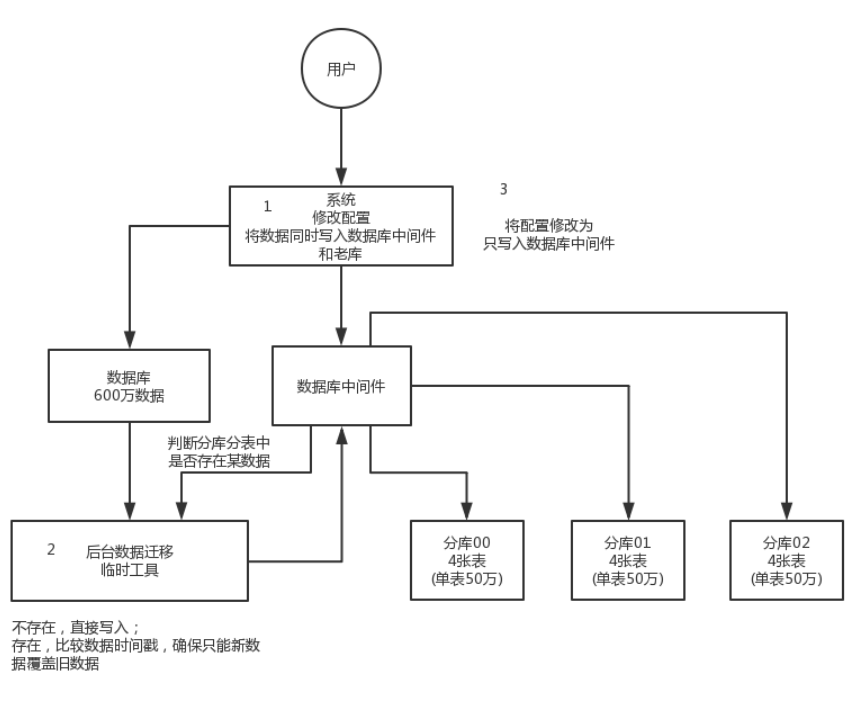 用户
1
系统
修改配置
将数据同时写入数据库中间件
和老库
3
将配置修改为
只写入数据库中间件
数据库
600万数据
数据库中间件
判断分库分表中
是否存在某数据
2
后台数据迁移
临时工具
分库00
4张表
(单表50万)
分库01
4张表
(单表50万)
分库02
4张表
(单表50万)
不存在，直接写入；
存在，比较数据时间戳，确保只能新数
据覆盖旧数据